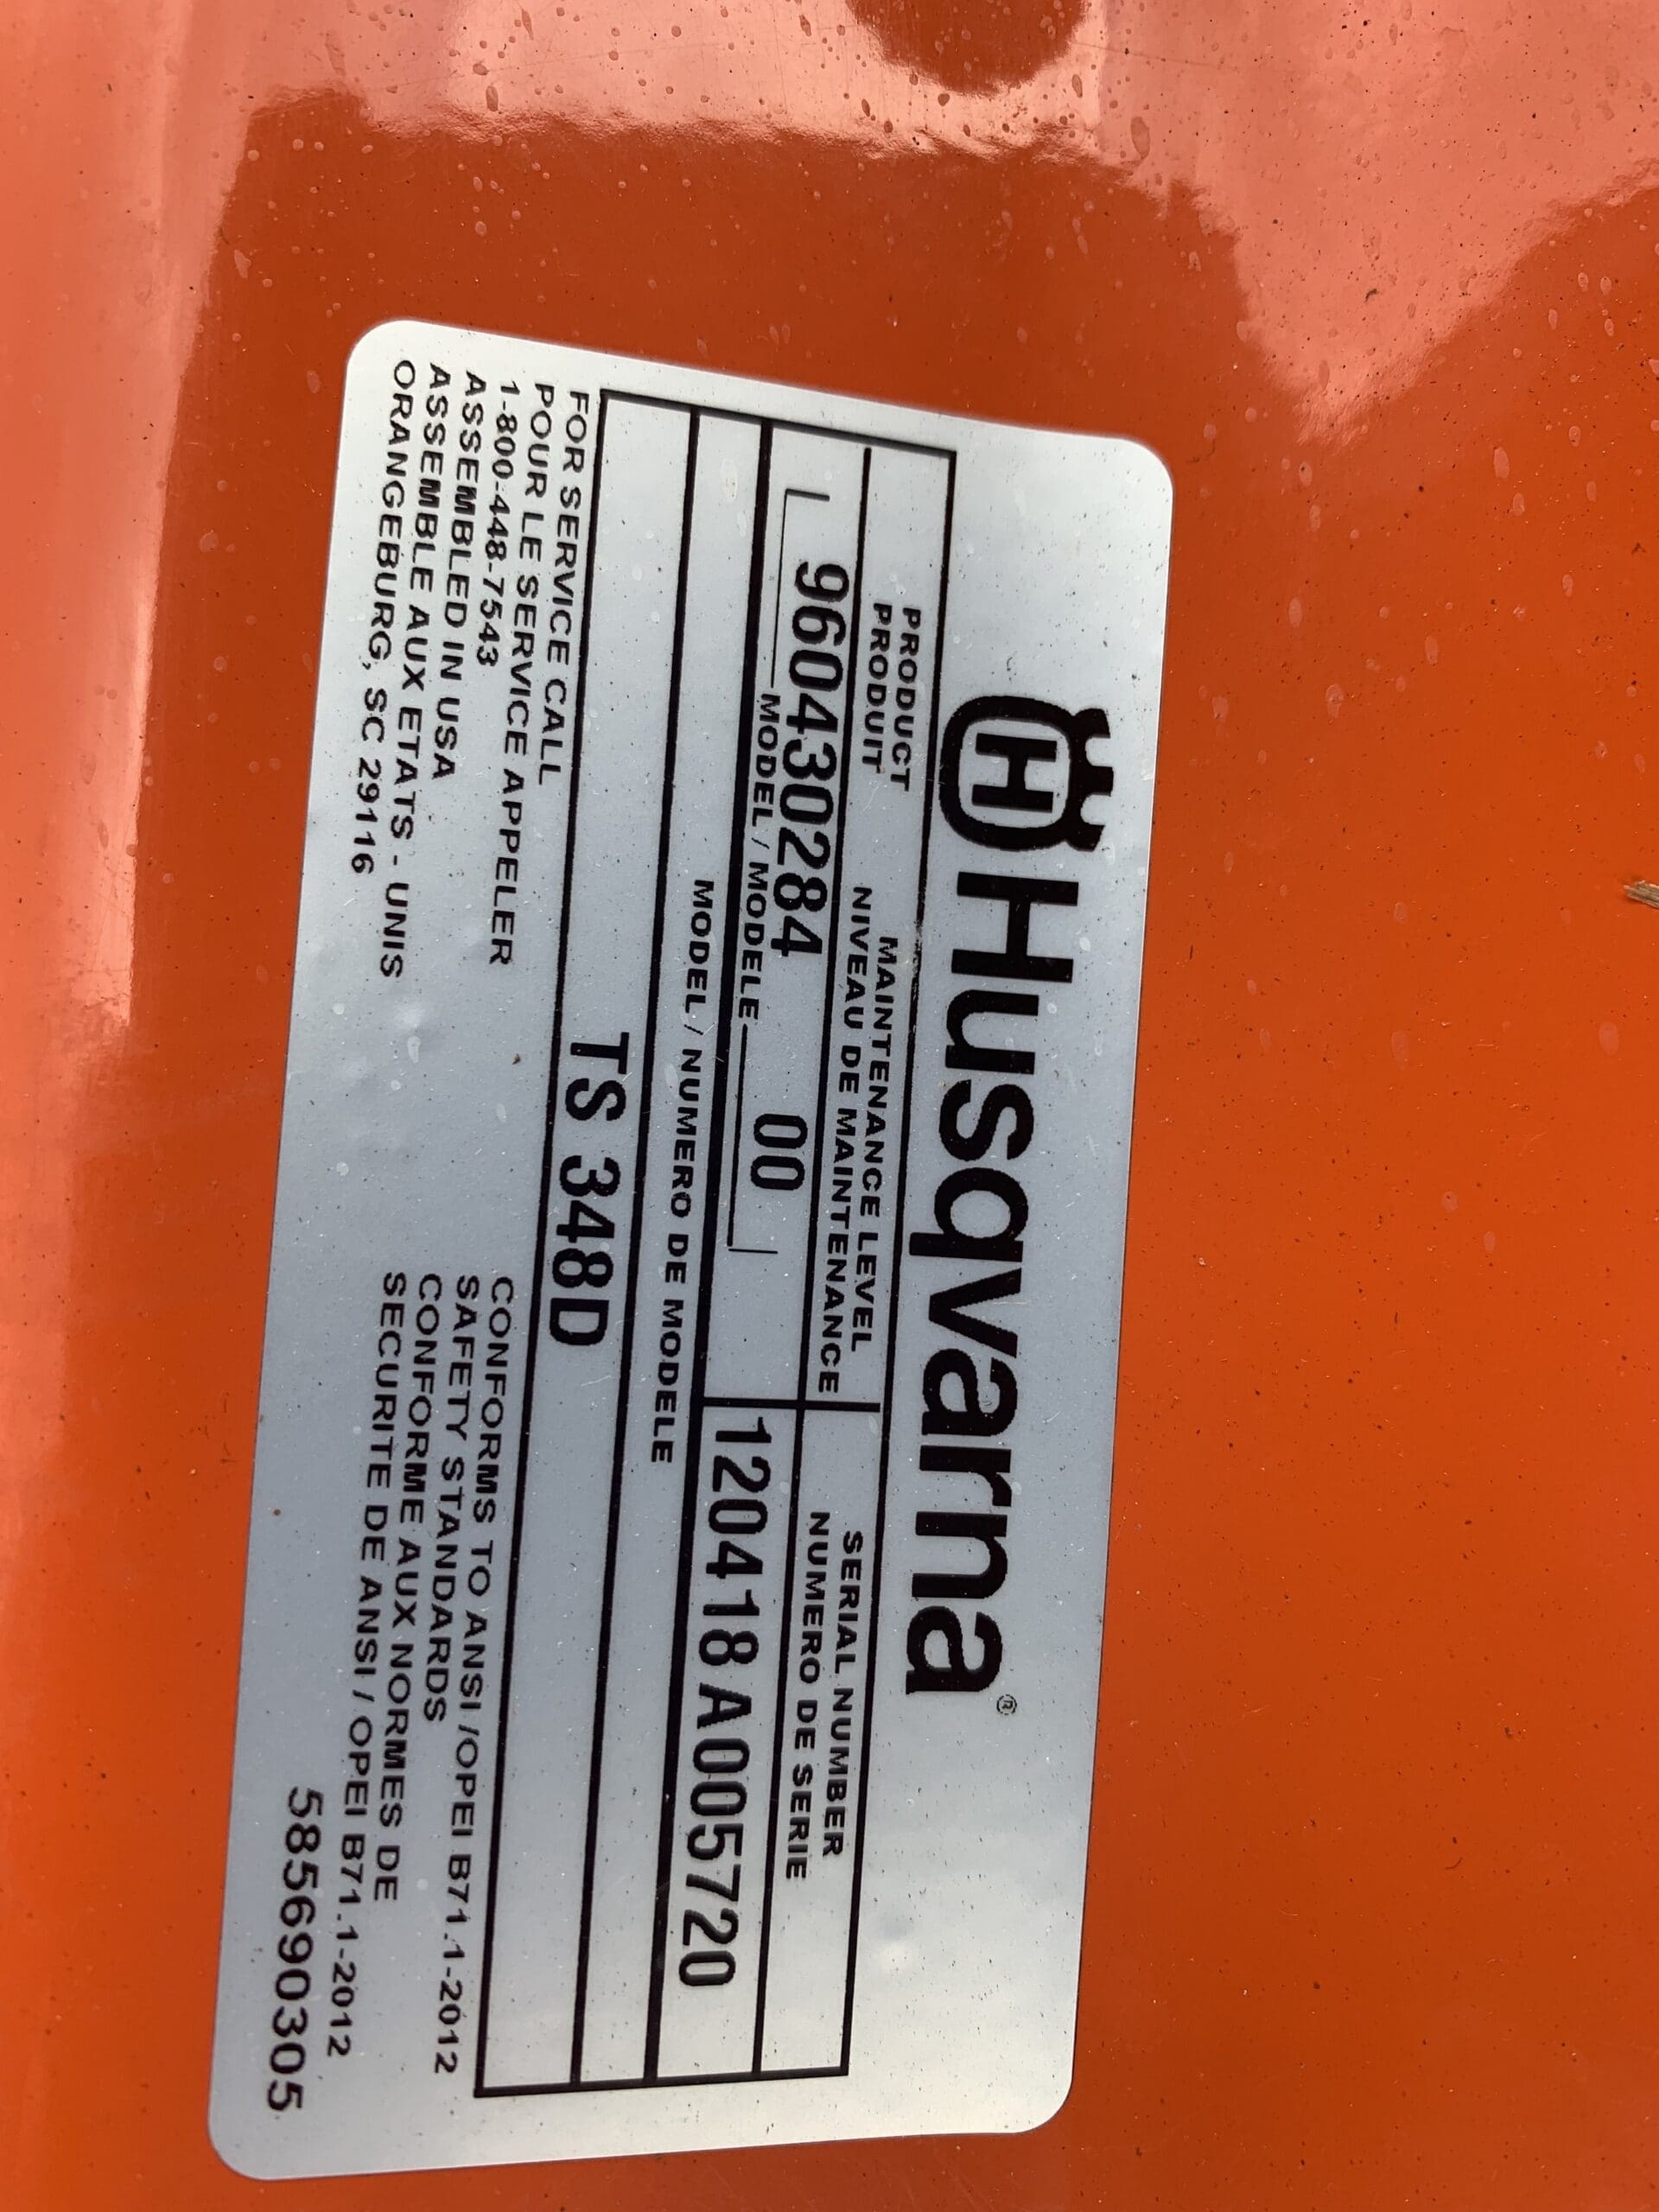 Husqvarna®
PRODUCT
PRODUIT
MAINTENANCE LEVEL
NIVEAU DE MAINTENANCE
SERIAL NUMBER
NUMERO DE SERIE
960430284 00
120418A005720
MODEL / MODELE
MODEL / NUMERO DE MODELE
TS 348D
FOR SERVICE CALL
POUR LE SERVICE APPELER
1-800-448-7543
ASSEMBLED IN USA
ASSEMBLE AUX ETATS - UNIS
ORANGEBURG, SC 29116
CONFORMS TO ANSI /OPEI B71.1-2012
SAFETY STANDARDS
CONFORME AUX NORMES DE
SECURITE DE ANSI / OPEI B71.1-2012
585690305